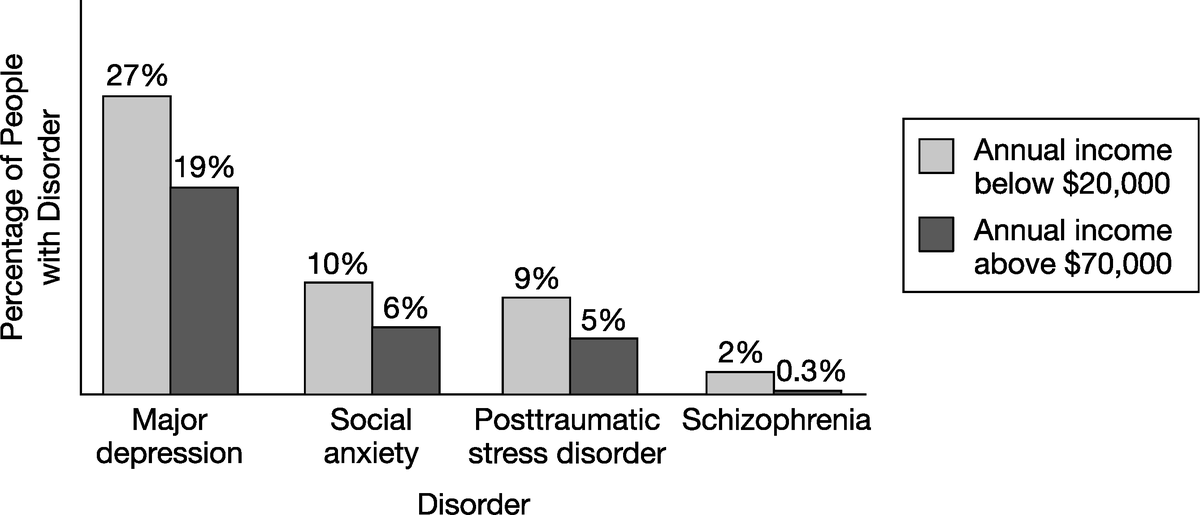 Percentage of People
with Disorder
27%
19%
10%
6%
9%
5%
2%
0.3%
Major
depression
Social
anxiety
Posttraumatic
stress disorder
Schizophrenia
Disorder
Annual income
below $20,000
Annual income
above $70,000